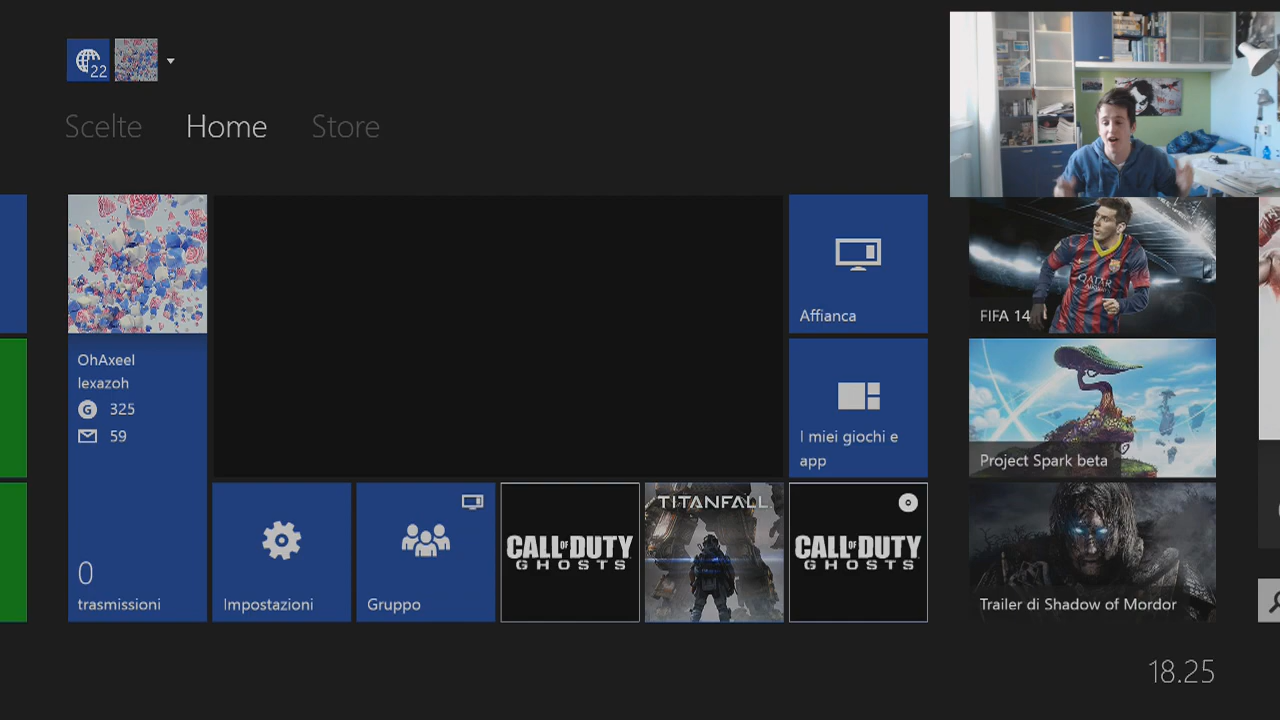 22
Scelte Home Store
OhAxeel
lexazoh
G 325
59
0
trasmissioni
Impostazioni
Gruppo
CALL OF DUTY
GHOSTS
TITANFALL
CALL OF DUTY
GHOSTS
Affianca
I miei giochi e
app
QATAR
FIFA 14
Project Spark beta
Trailer di Shadow of Mordor
18.25